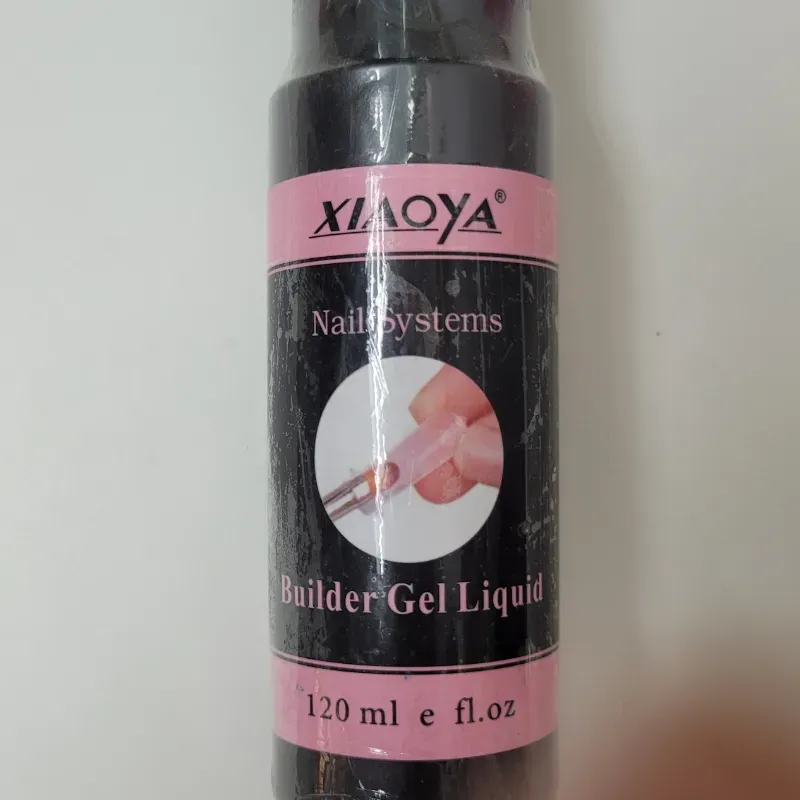 XIAOYA®
Nail Systems
Builder Gel Liquid
120 ml e fl.oz